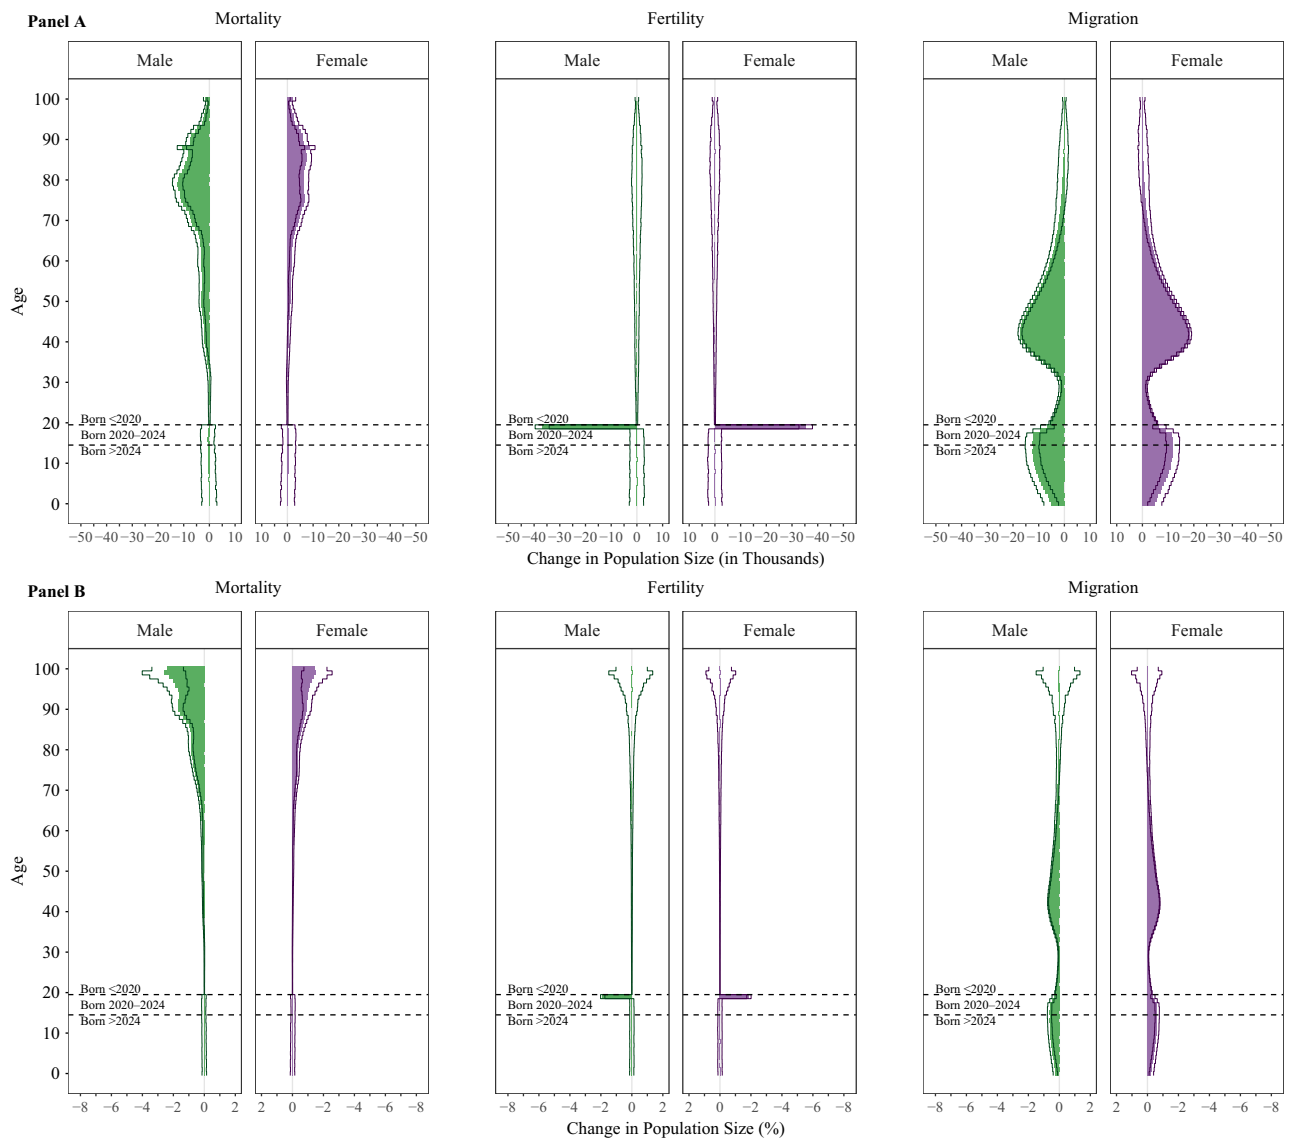 Panel A
Mortality
Fertility
Migration
Male
Female
Male
Female
Male
Female
100
90
80
70
60
50
40
30
20
10
0
Age
Born <2020
Born 2020–2024
Born >2024
Born <2020
Born 2020–2024
Born >2024
Born <2020
Born 2020–2024
Born >2024
−50 −40 −30 −20 −10 0 10
10 0 −10 −20 −30 −40 −50
−50 −40 −30 −20 −10 0 10
10 0 −10 −20 −30 −40 −50
−50 −40 −30 −20 −10 0 10
10 0 −10 −20 −30 −40 −50
Change in Population Size (in Thousands)
Panel B
Mortality
Fertility
Migration
Male
Female
Male
Female
Male
Female
100
90
80
70
60
50
40
30
20
10
0
Age
Born <2020
Born 2020–2024
Born >2024
Born <2020
Born 2020–2024
Born >2024
Born <2020
Born 2020–2024
Born >2024
−8 −6 −4 −2 0 2
2 0 −2 −4 −6 −8
−8 −6 −4 −2 0 2
2 0 −2 −4 −6 −8
−8 −6 −4 −2 0 2
2 0 −2 −4 −6 −8
Change in Population Size (%)